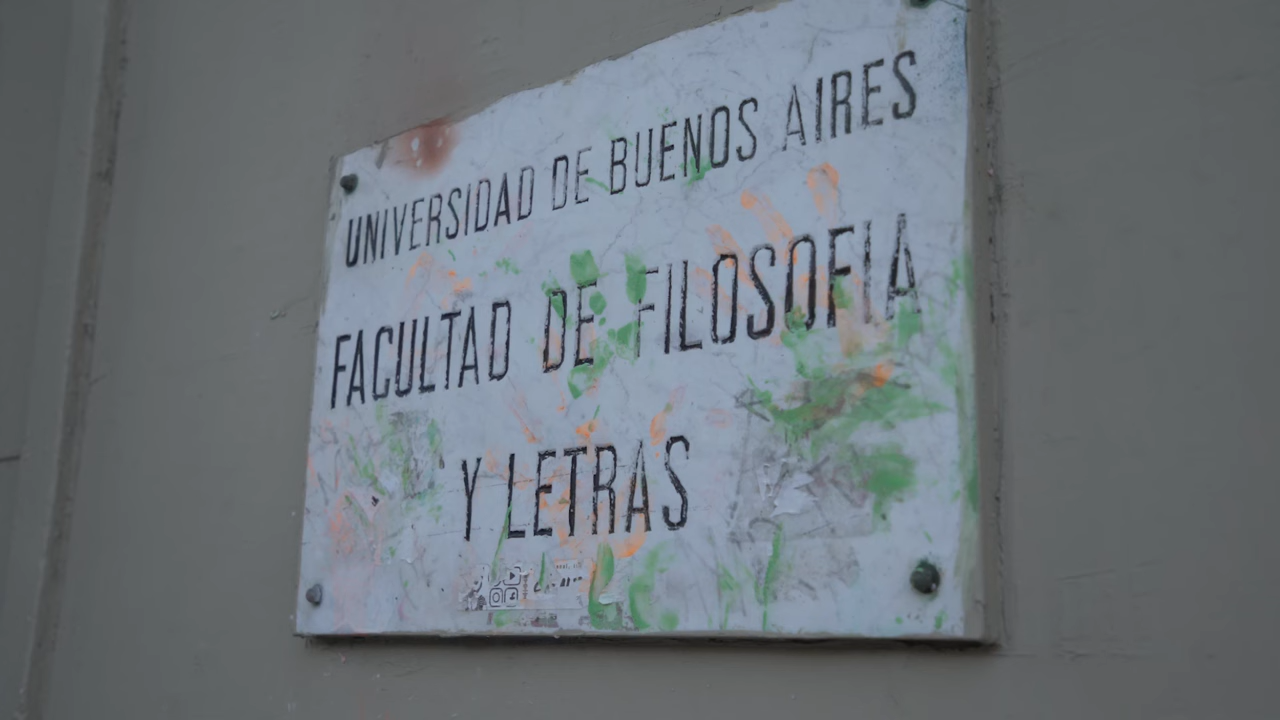 UNIVERSIDAD DE BUENOS AIRES
FACULTAD DE FILOSOFIA
Y LETRAS